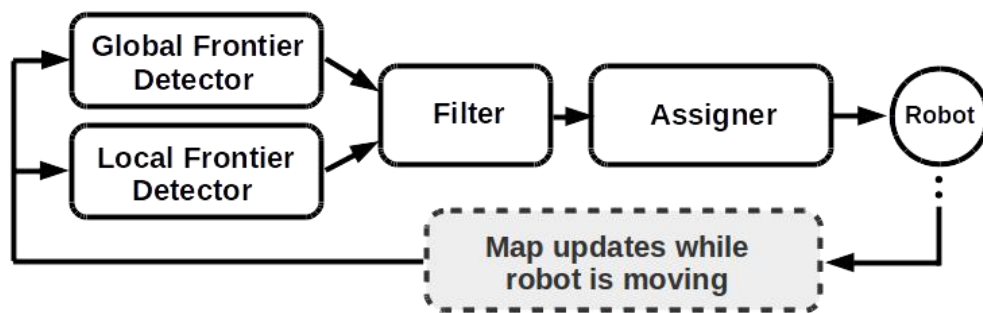 Global Frontier
Detector
Local Frontier
Detector
Filter
Assigner
Robot
Map updates while
robot is moving